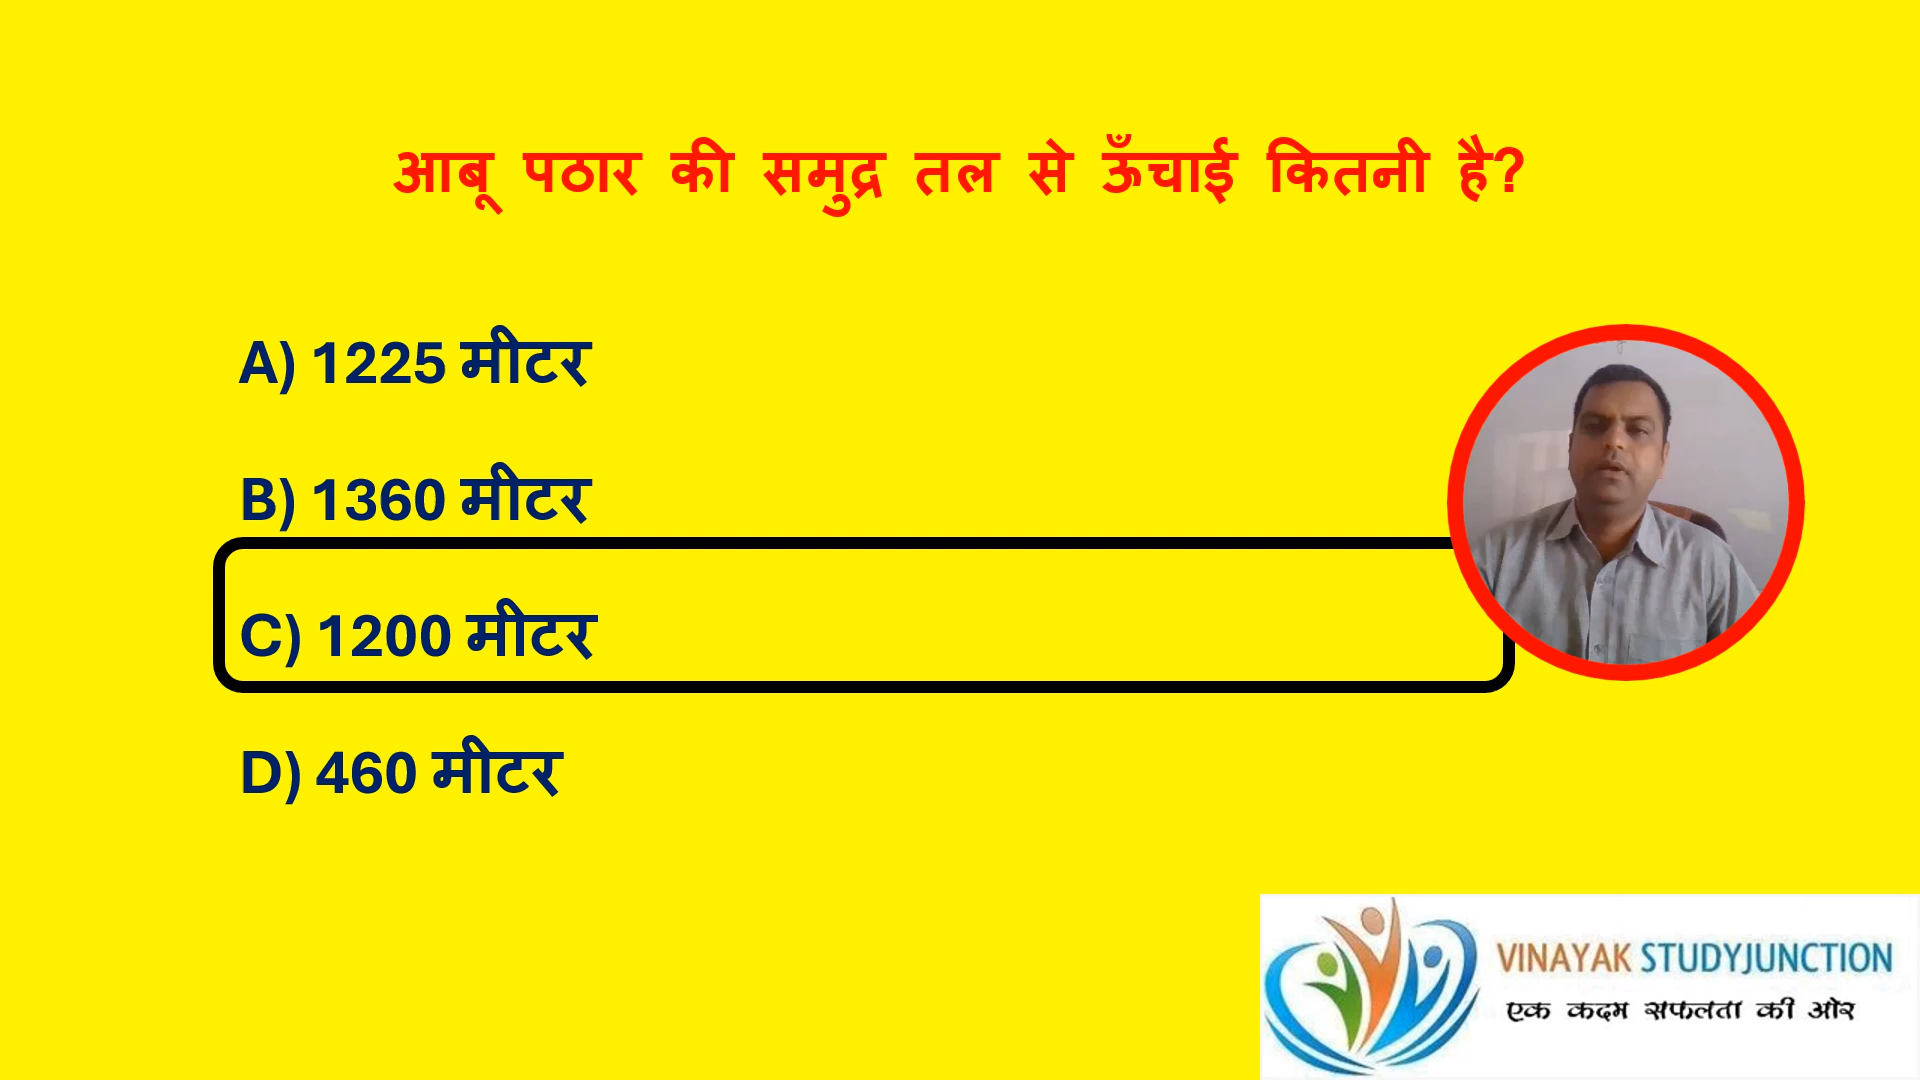 आबू पठार की समुद्र तल से ऊँचाई कितनी है?
A) 1225 मीटर
B) 1360 मीटर
C) 1200 मीटर
D) 460 मीटर
VINAYAK STUDYJUNCTION
एक कदम सफलता की ओर